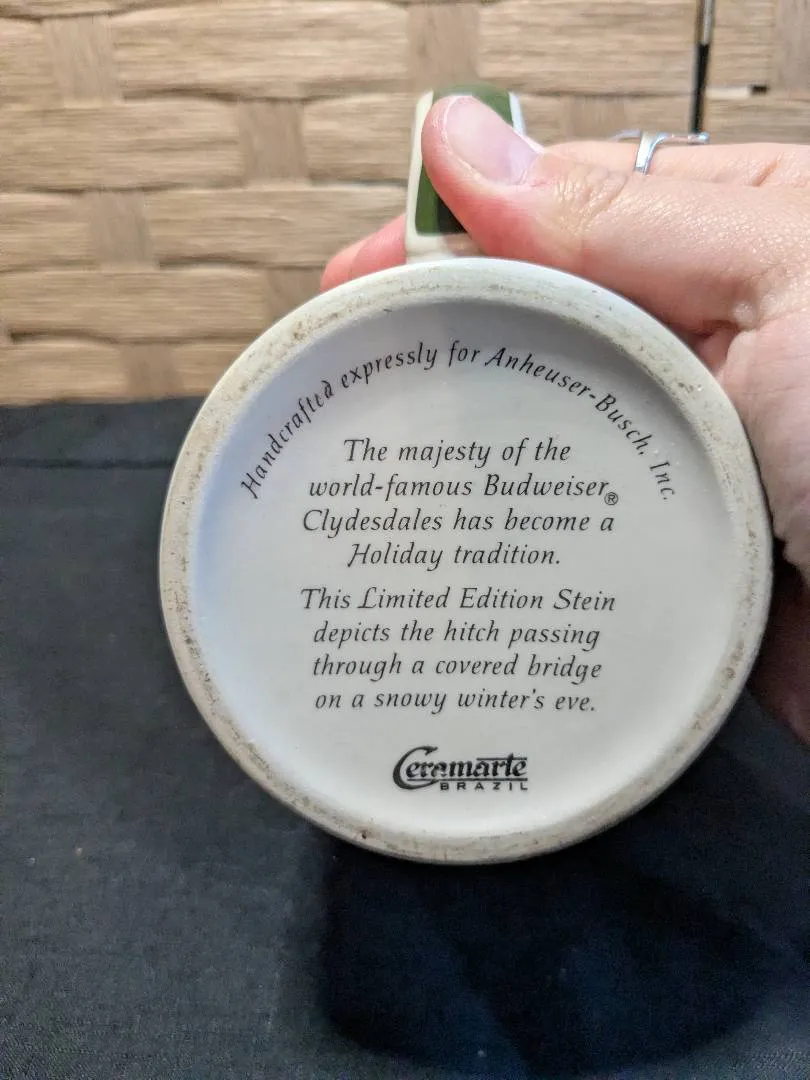 Handcrafted expressly for Anheuser-Busch, Inc.
The majesty of the
world-famous Budweiser®
Clydesdales has become a
Holiday tradition.
This Limited Edition Stein
depicts the hitch passing
through a covered bridge
on a snowy winter's eve.
Ceramarte
BRAZIL